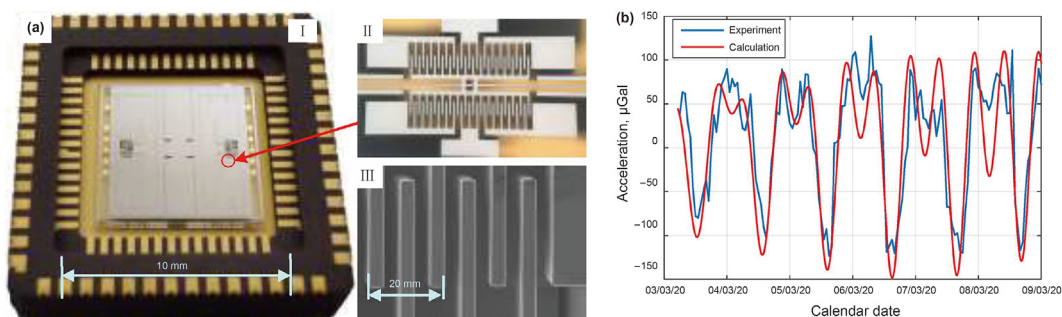 (a)
I
10 mm
II
III
20 mm
(b)
Experiment
Calculation
Acceleration, μGal
150
100
50
0
−50
−100
−150
03/03/20 04/03/20 05/03/20 06/03/20 07/03/20 08/03/20 09/03/20
Calendar date